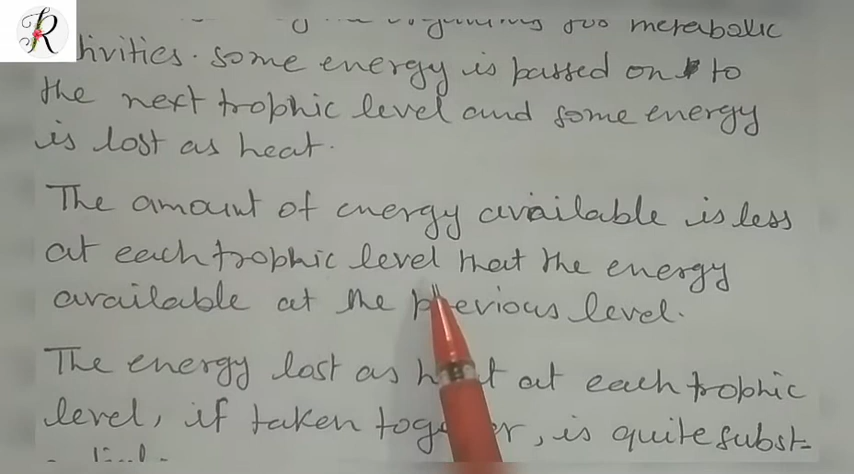 R
metabolic
tivities. some energy is passed on to
the next trophic level and some energy
is lost as heat.
The amount of energy available is less
at each trophic level that the energy
available at the previous level.
The energy lost as at each trophic
level, if taken, is quite subst-